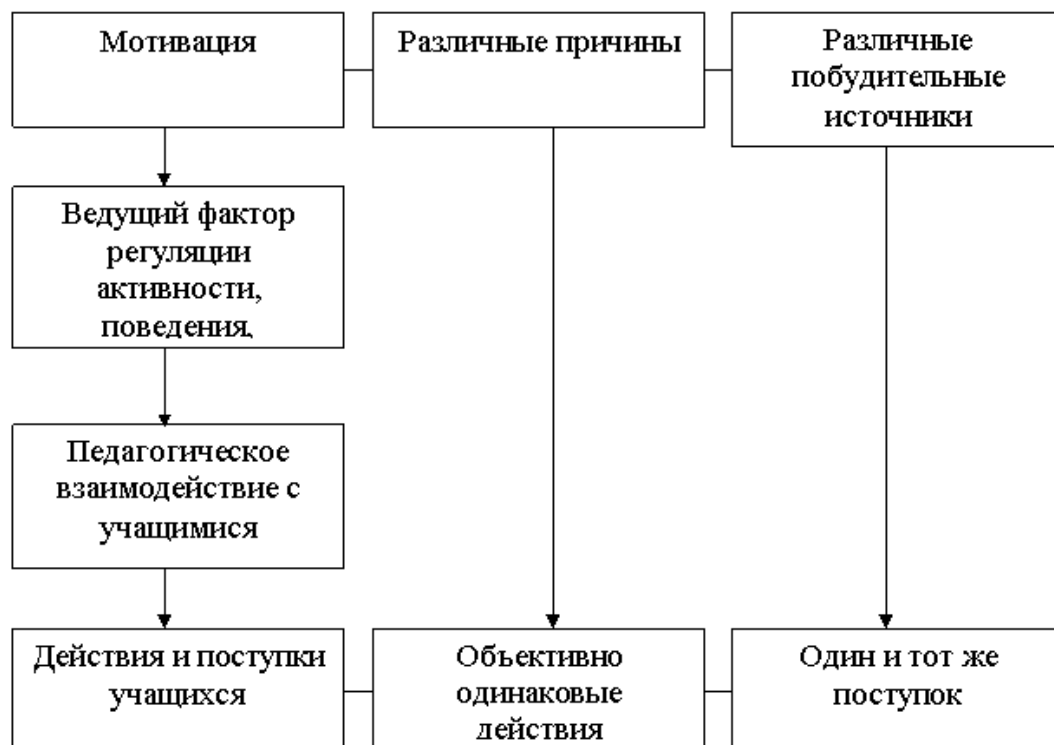 Мотивация
Различные причины
Различные
побудительные
источники
Ведущий фактор
регуляции
активности,
поведения,
Педагогическое
взаимодействие с
учащимися
Действия и поступки
учащихся
Объективно
одинаковые
действия
Один и тот же
поступок